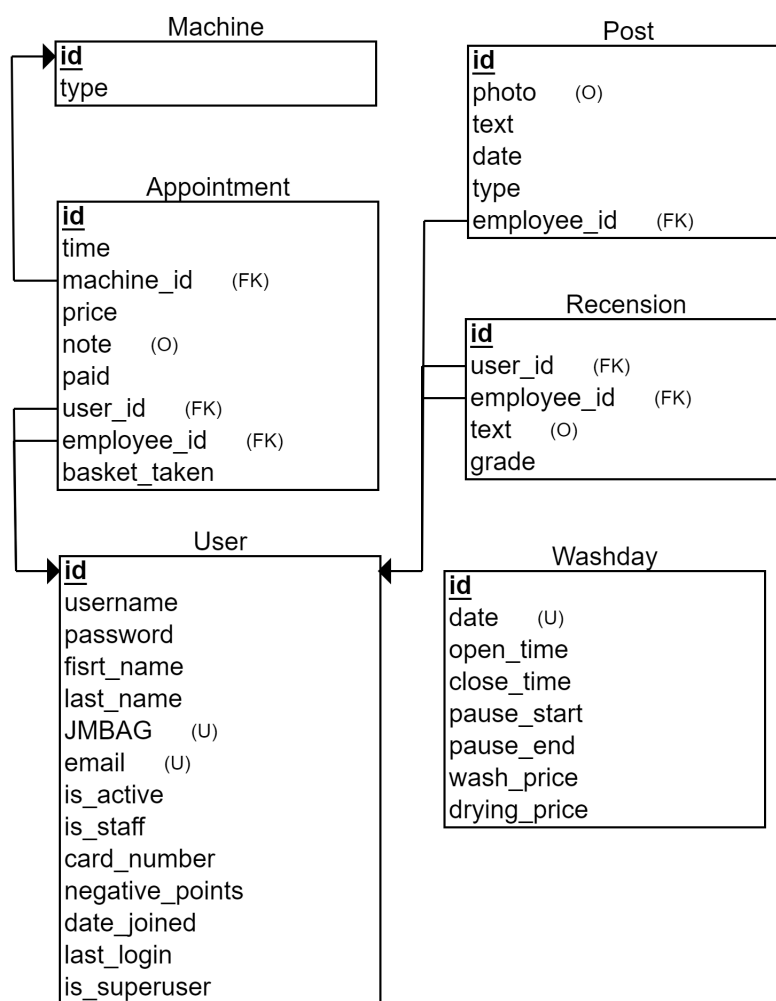 Machine
id
type
Appointment
id
time
machine_id (FK)
price
note (O)
paid
user_id (FK)
employee_id (FK)
basket_taken
User
id
username
password
fisrt_name
last_name
JMBAG (U)
email (U)
is_active
is_staff
card_number
negative_points
date_joined
last_login
is_superuser
Post
id
photo (O)
text
date
type
employee_id (FK)
Recension
id
user_id (FK)
employee_id (FK)
text (O)
grade
Washday
id
date (U)
open_time
close_time
pause_start
pause_end
wash_price
drying_price